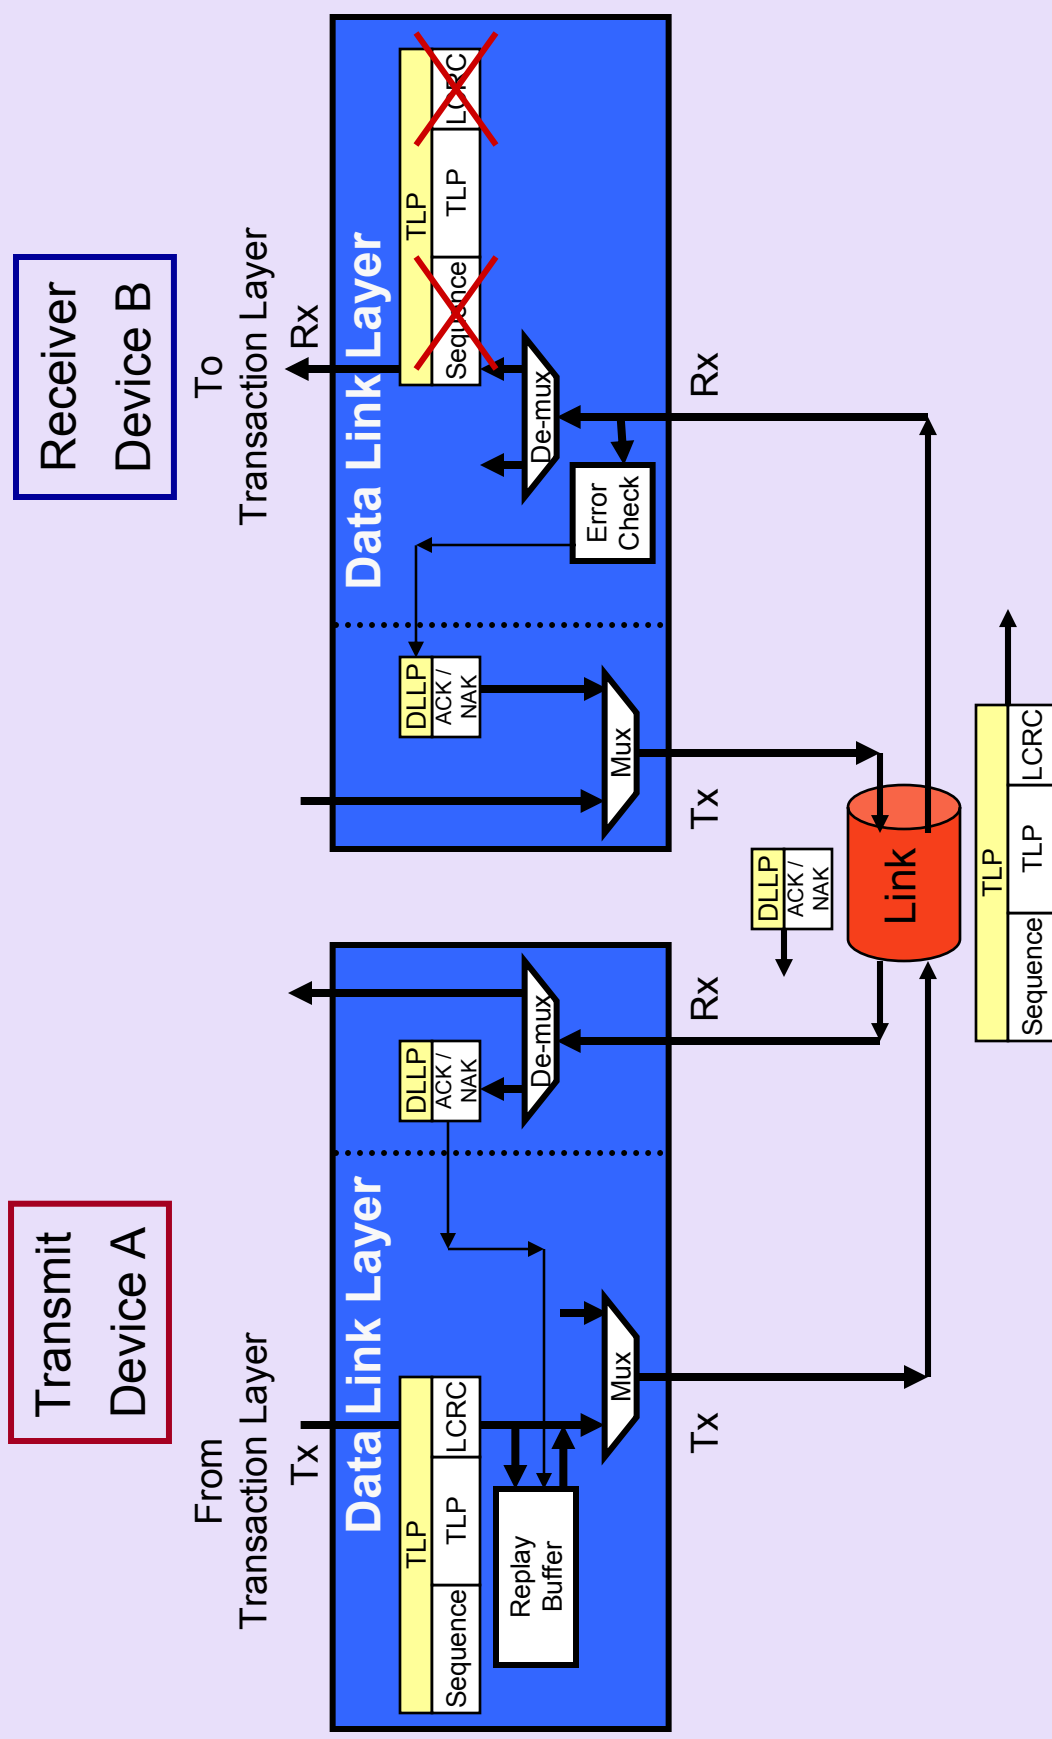 Transmit
Device A
Receiver
Device B
From
Transaction Layer
Tx
To
Transaction Layer
Rx
Data Link Layer
Data Link Layer
TLP
Sequence
TLP
LCRC
DLLP
ACK /
NAK
DLLP
ACK /
NAK
TLP
Sequence
TLP
LCRC
Replay
Buffer
De-mux
Mux
Mux
De-mux
Error
Check
Tx
Rx
Tx
Rx
DLLP
ACK /
NAK
Link
TLP
Sequence
TLP
LCRC